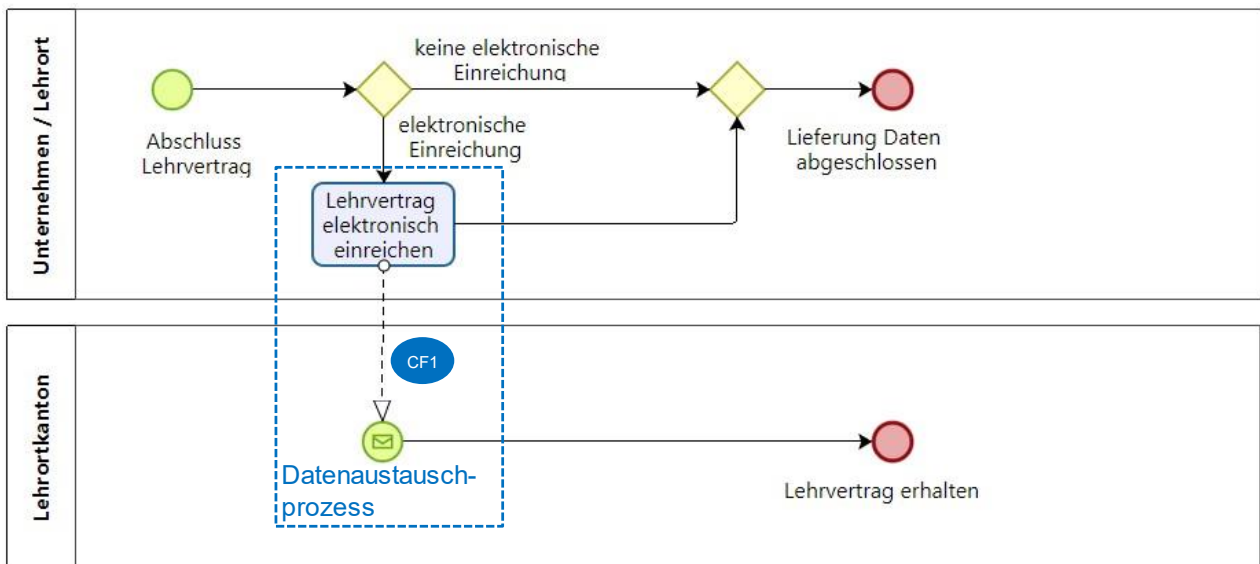 Unternehmen / Lehrort
keine elektronische
Einreichung
Abschluss
Lehrvertrag
elektronische
Einreichung
Lieferung Daten
abgeschlossen
Lehrvertrag
elektronisch
einreichen
Lehrortkanton
CF1
Datenaustausch-
prozess
Lehrvertrag erhalten